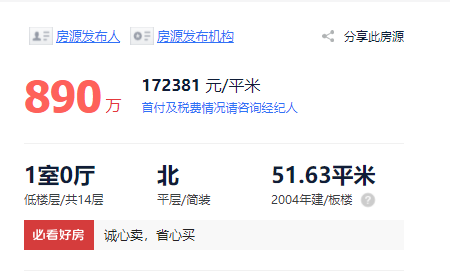 房源发布人 房源发布机构 分享此房源
890万 172381 元/平米
首付及税费情况请咨询经纪人
1室0厅 北 51.63平米
低楼层/共14层 平层/简装 2004年建/板楼 ?
必看好房 诚心卖，省心买